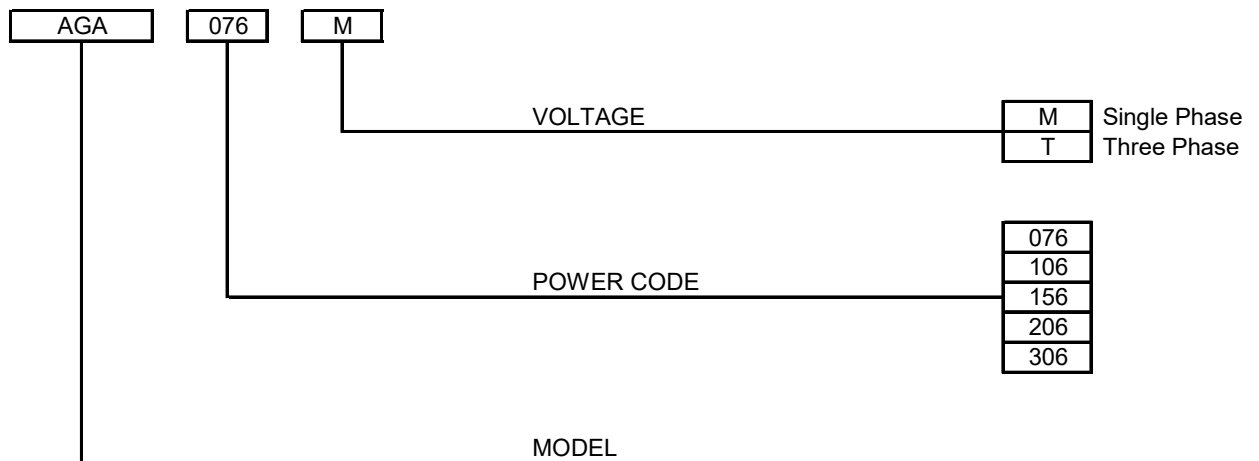 AGA 076 M
VOLTAGE
M Single Phase
T Three Phase
076
106
POWER CODE
156
206
306
MODEL